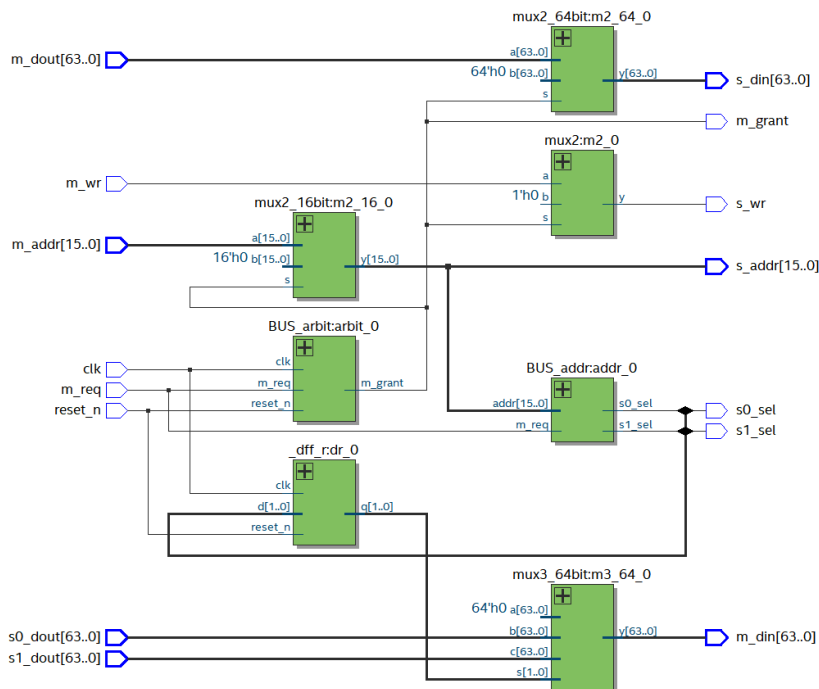 mux2_64bit:m2_64_0
m_dout[63..0]
a[63..0]
64'h0 b[63..0]
y[63..0]
s_din[63..0]
s
m_grant
mux2:m2_0
m_wr
a
1'h0 b
y
s_wr
s
mux2_16bit:m2_16_0
m_addr[15..0]
a[15..0]
16'h0 b[15..0]
y[15..0]
s_addr[15..0]
s
BUS_arbit:arbit_0
clk
clk
m_req
m_req
m_grant
reset_n
reset_n
BUS_addr:addr_0
addr[15..0]
s0_sel
s0_sel
m_req
s1_sel
s1_sel
_dff_r:dr_0
clk
d[1..0]
q[1..0]
reset_n
mux3_64bit:m3_64_0
64'h0 a[63..0]
s0_dout[63..0]
b[63..0]
y[63..0]
m_din[63..0]
s1_dout[63..0]
c[63..0]
s[1..0]